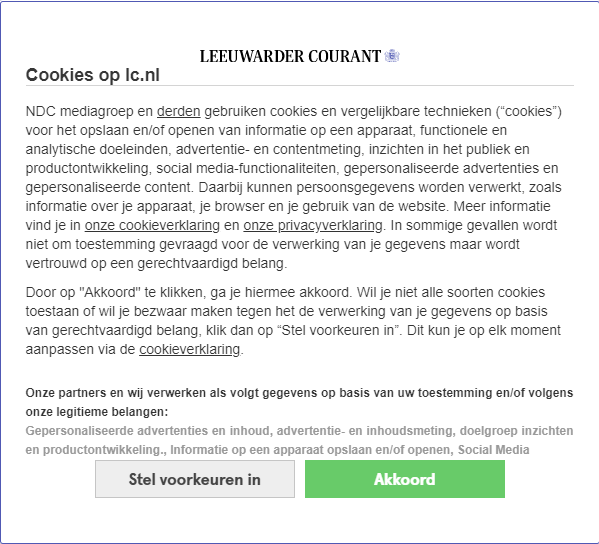 LEEUWARDER COURANT
Cookies op lc.nl
NDC mediagroep en derden gebruiken cookies en vergelijkbare technieken (“cookies”)
voor het opslaan en/of openen van informatie op een apparaat, functionele en
analytische doeleinden, advertentie- en contentmeting, inzichten in het publiek en
productontwikkeling, social media-functionaliteiten, gepersonaliseerde advertenties en
gepersonaliseerde content. Daarbij kunnen persoonsgegevens worden verwerkt, zoals
informatie over je apparaat, je browser en je gebruik van de website. Meer informatie
vind je in onze cookieverklaring en onze privacyverklaring. In sommige gevallen wordt
niet om toestemming gevraagd voor de verwerking van je gegevens maar wordt
vertrouwd op een gerechtvaardigd belang.
Door op "Akkoord" te klikken, ga je hiermee akkoord. Wil je niet alle soorten cookies
toestaan of wil je bezwaar maken tegen het de verwerking van je gegevens op basis
van gerechtvaardigd belang, klik dan op “Stel voorkeuren in”. Dit kun je op elk moment
aanpassen via de cookieverklaring.
Onze partners en wij verwerken als volgt gegevens op basis van uw toestemming en/of volgens
onze legitieme belangen:
Gepersonaliseerde advertenties en inhoud, advertentie- en inhoudsmeting, doelgroep inzichten
en productontwikkeling., Informatie op een apparaat opslaan en/of openen, Social Media
Stel voorkeuren in
Akkoord